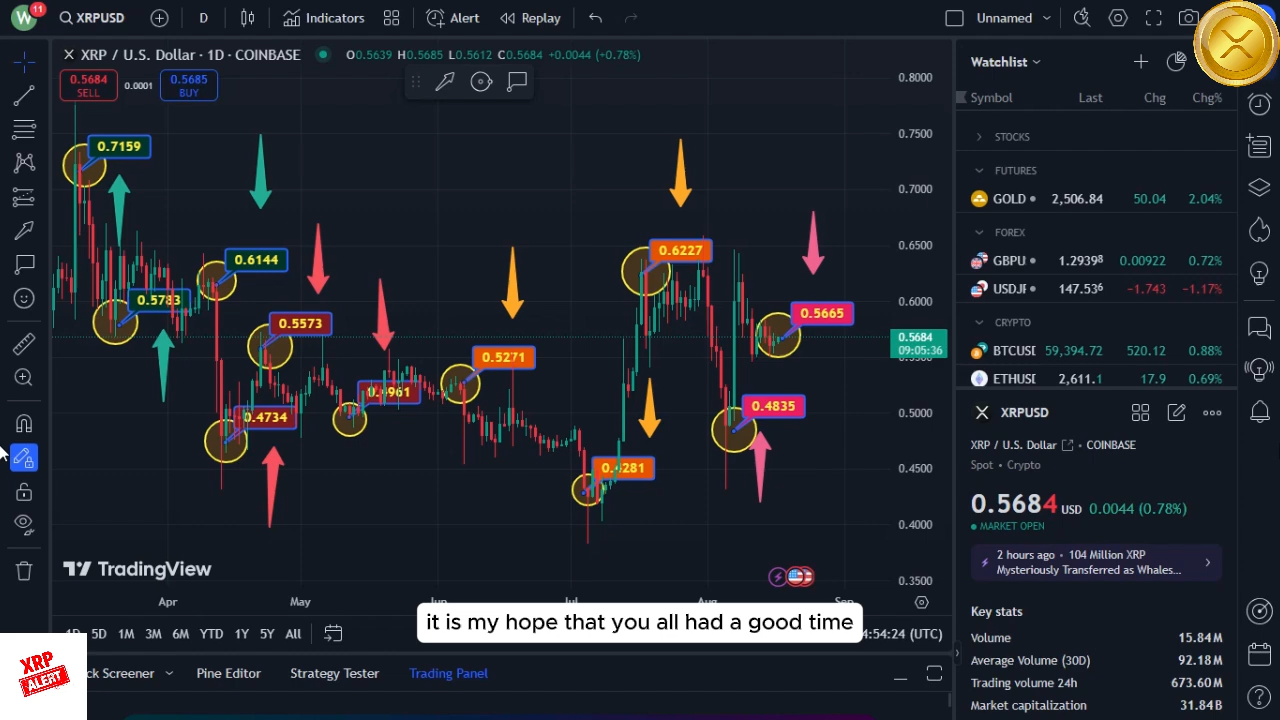 W 11 XRPUSD D Indicators Alert Replay Unnamed
XRP / U.S. Dollar · 1D · COINBASE O0.5639 H0.5685 L0.5612 C0.5684 +0.0044 (+0.78%)
0.5684 SELL 0.0001 0.5685 BUY
0.8000
0.7500
0.7000
0.6500
0.6000
0.5684
09:05:36
0.5000
0.4500
0.4000
0.3500
0.7159
0.5783
0.6144
0.5573
0.4734
0.4961
0.5271
0.6227
0.4281
0.5665
0.4835
TradingView
Apr May Jun Jul Aug Sep
1D 5D 1M 3M 6M YTD 1Y 5Y All
:54:24 (UTC)
it is my hope that you all had a good time
ck Screener Pine Editor Strategy Tester Trading Panel
XRP
ALERT
Watchlist
Symbol Last Chg Chg%
STOCKS
FUTURES
GOLD 2,506.84 50.04 2.04%
FOREX
GBPU 1.29398 0.00922 0.72%
USDJF 147.536 −1.743 −1.17%
CRYPTO
BTCUSE 59,394.72 520.12 0.88%
ETHUSE 2,611.1 17.9 0.69%
XRPUSD
XRP / U.S. Dollar COINBASE
Spot • Crypto
0.5684 USD 0.0044 (0.78%)
MARKET OPEN
2 hours ago • 104 Million XRP
Mysteriously Transferred as Whales...
Key stats
Volume 15.84M
Average Volume (30D) 92.18M
Trading volume 24h 673.60M
Market capitalization 31.84B